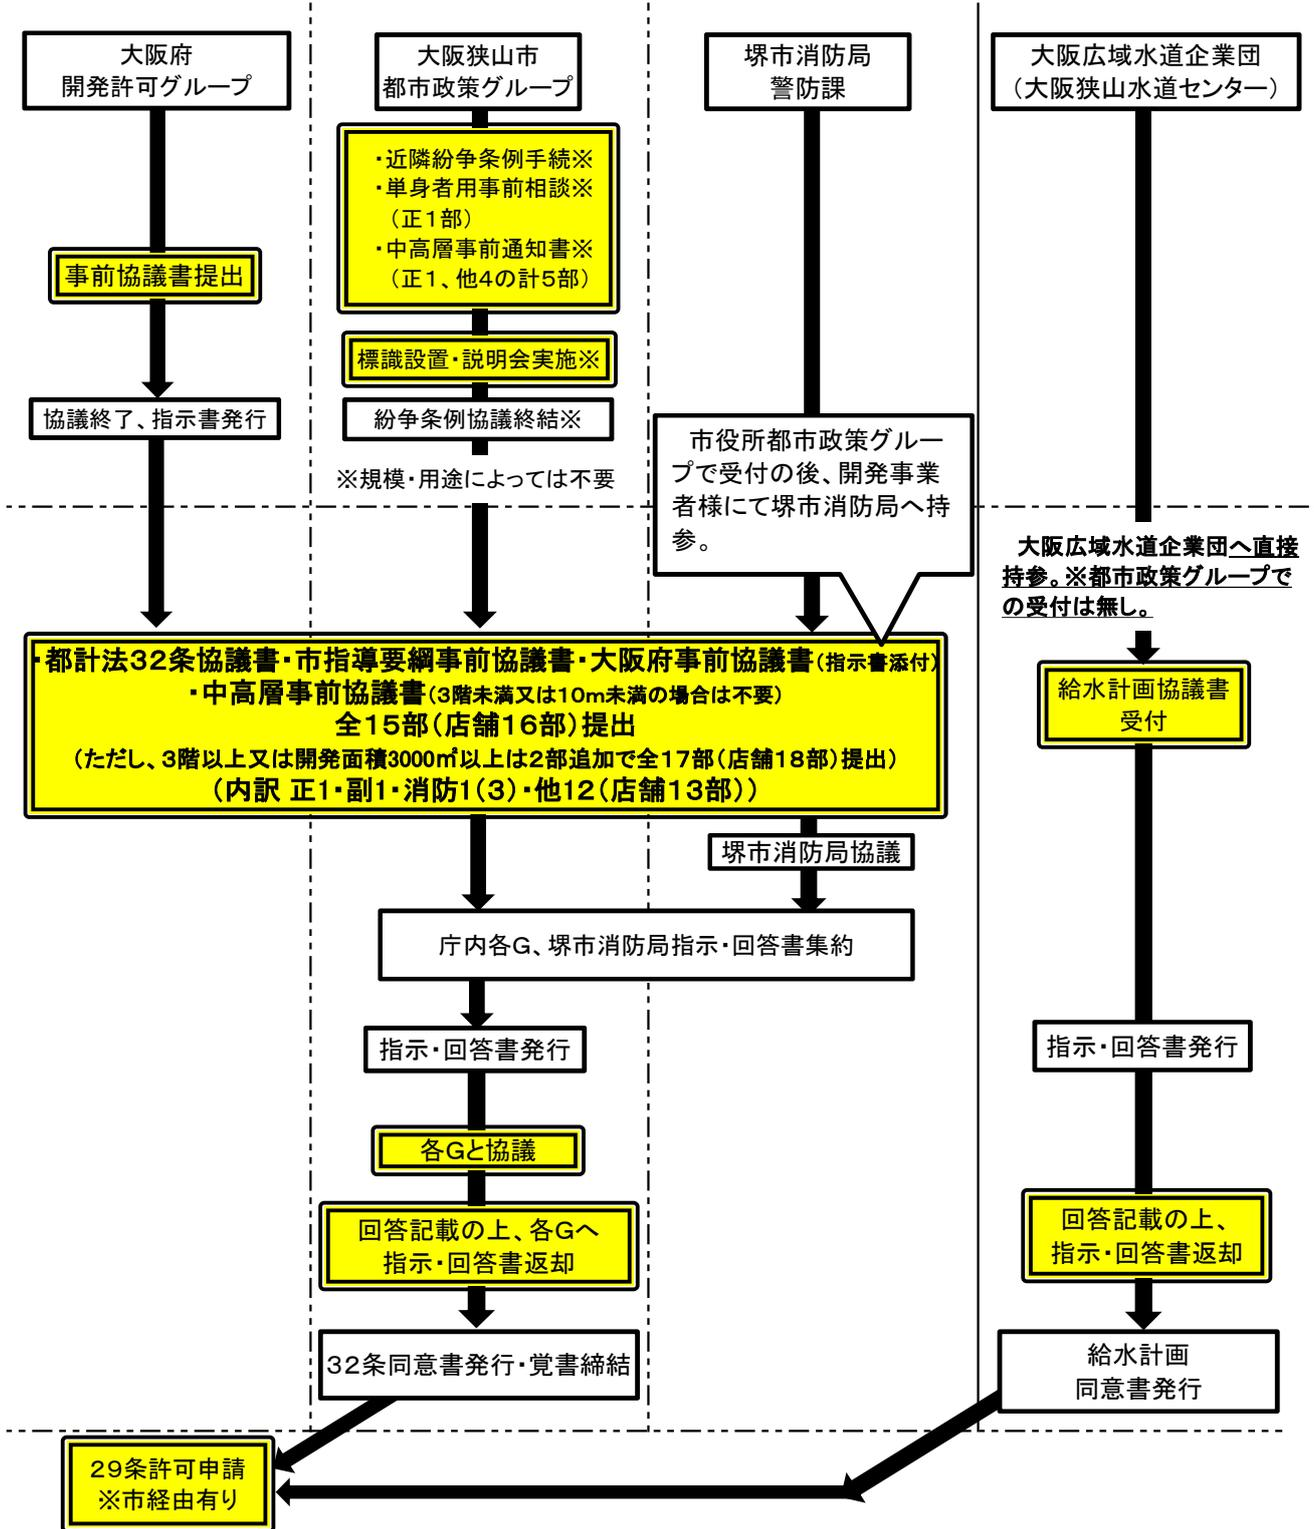 大阪府
開発許可グループ
大阪狭山市
都市政策グループ
堺市消防局
警防課
大阪広域水道企業団
(大阪狭山水道センター)
・近隣紛争条例手続※
・単身者用事前相談※
(正1部)
・中高層事前通知書※
(正1、他4の計5部)
事前協議書提出
標識設置・説明会実施※
協議終了、指示書発行
紛争条例協議終結※
※規模・用途によっては不要
市役所都市政策グルー
プで受付の後、開発事業
者様にて堺市消防局へ持
参。
大阪広域水道企業団へ直接
持参。※都市政策グループで
の受付は無し。
・都計法32条協議書・市指導要綱事前協議書・大阪府事前協議書(指示書添付)
・中高層事前協議書(3階未満又は10m未満の場合は不要)
全15部(店舗16部)提出
(ただし、3階以上又は開発面積3000㎡以上は2部追加で全17部(店舗18部)提出)
(内訳 正1・副1・消防1(3)・他12(店舗13部))
給水計画協議書
受付
堺市消防局協議
庁内各G、堺市消防局指示・回答書集約
指示・回答書発行
指示・回答書発行
各Gと協議
回答記載の上、各Gへ
指示・回答書返却
回答記載の上、
指示・回答書返却
32条同意書発行・覚書締結
給水計画
同意書発行
29条許可申請
※市経由有り